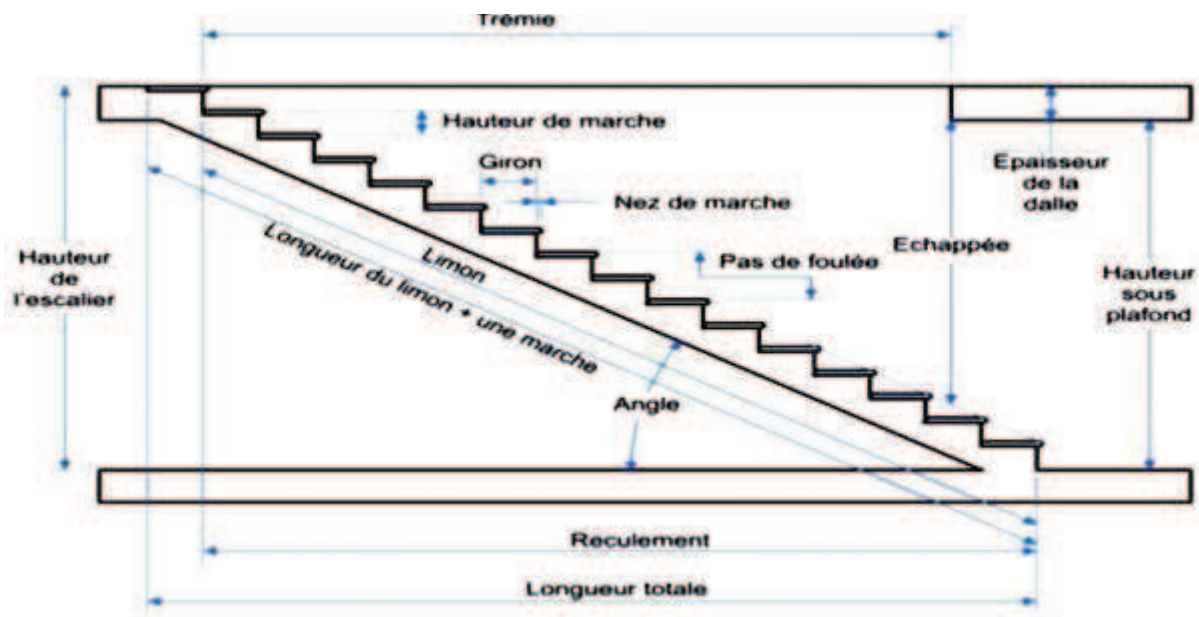 Trémie
Hauteur de marche
Giron
Nez de marche
Epaisseur
de la
dalle
Hauteur
de
l'escalier
Limon
Longueur du limon + une marche
Pas de foulée
Echappée
Hauteur
sous
plafond
Angle
Reculement
Longueur totale